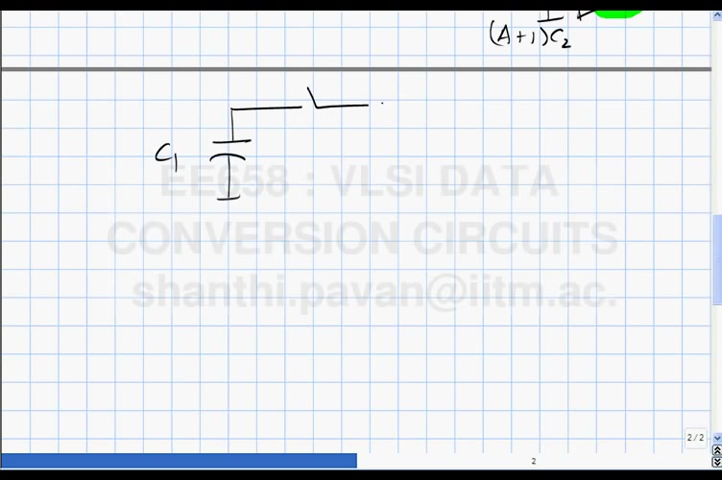 (A+1)C₂
C₁
EE658 : VLSI DATA
CONVERSION CIRCUITS
shanthi.pavan@iitm.ac.
2/2
2